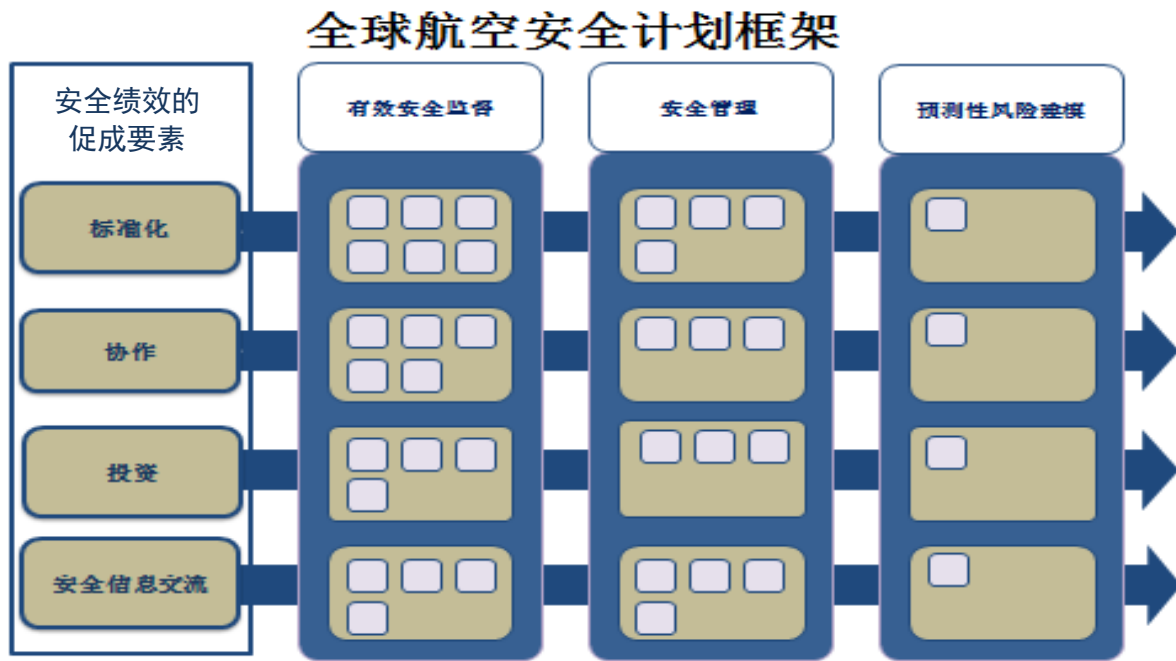 全球航空安全计划框架
安全绩效的
促成要素
有效安全监督
安全管理
预测性风险建模
标准化
协作
投资
安全信息交流